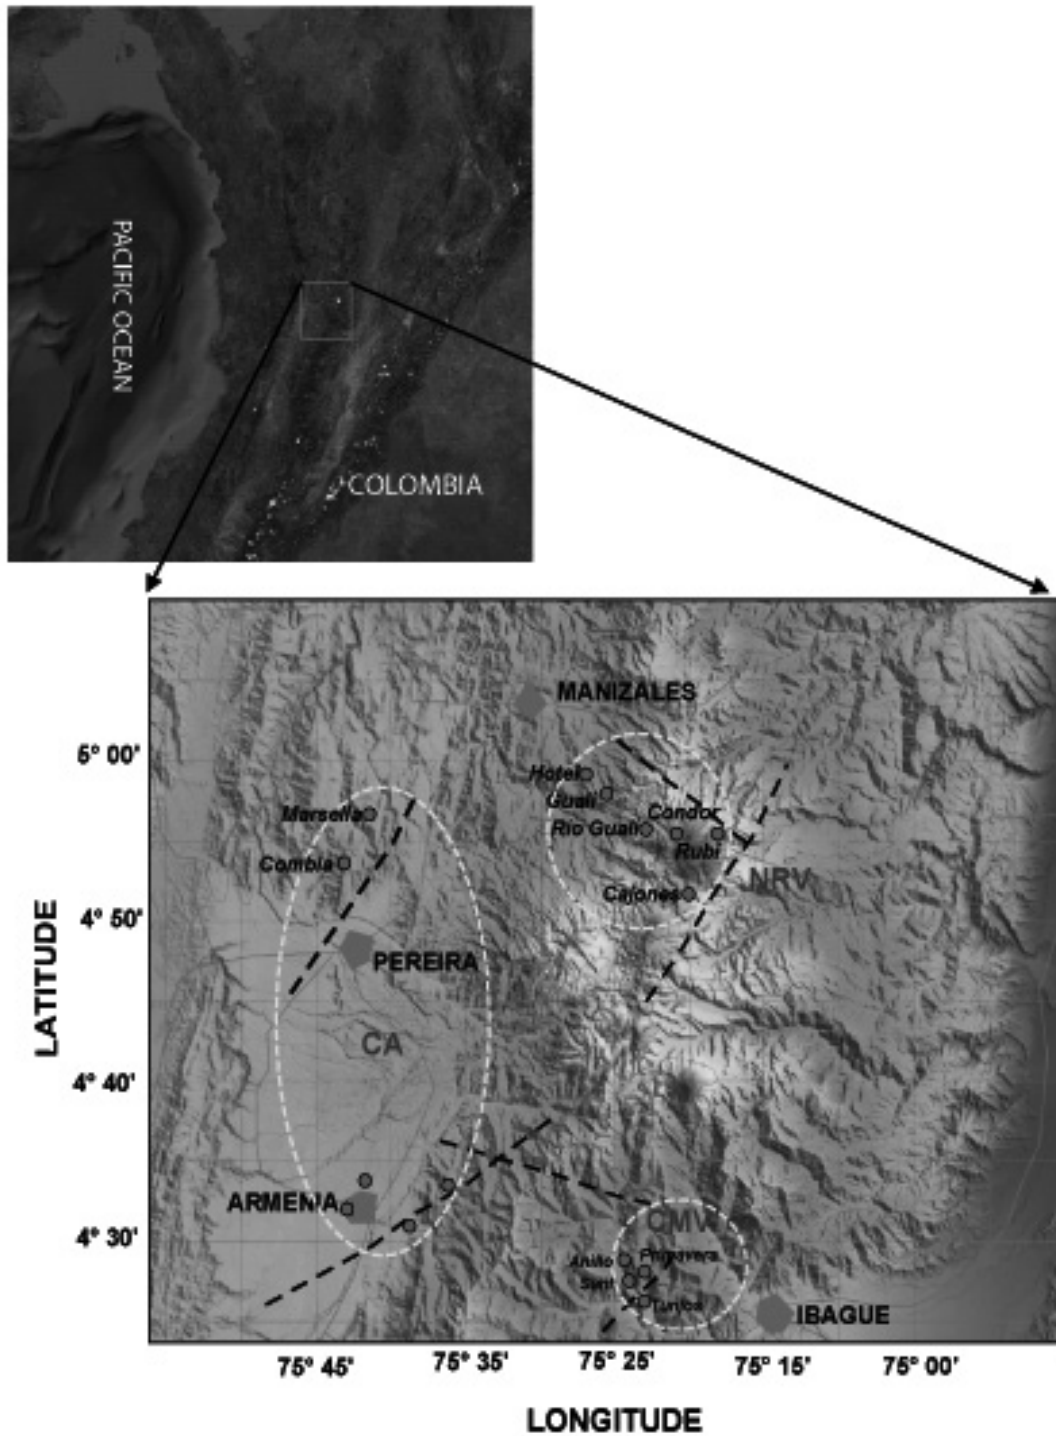 PACIFIC OCEAN
COLOMBIA
MANIZALES
5° 00'
Hotel
Guali
Marsella
Condor
Rio Guali
Rubi
Combia
NRV
Cajones
4° 50'
PEREIRA
LATITUDE
CA
4° 40'
ARMENIA
CMV
4° 30'
Primavera
Anillo
Tunjos
IBAGUE
75° 45'
75° 35'
75° 25'
75° 15'
75° 00'
LONGITUDE